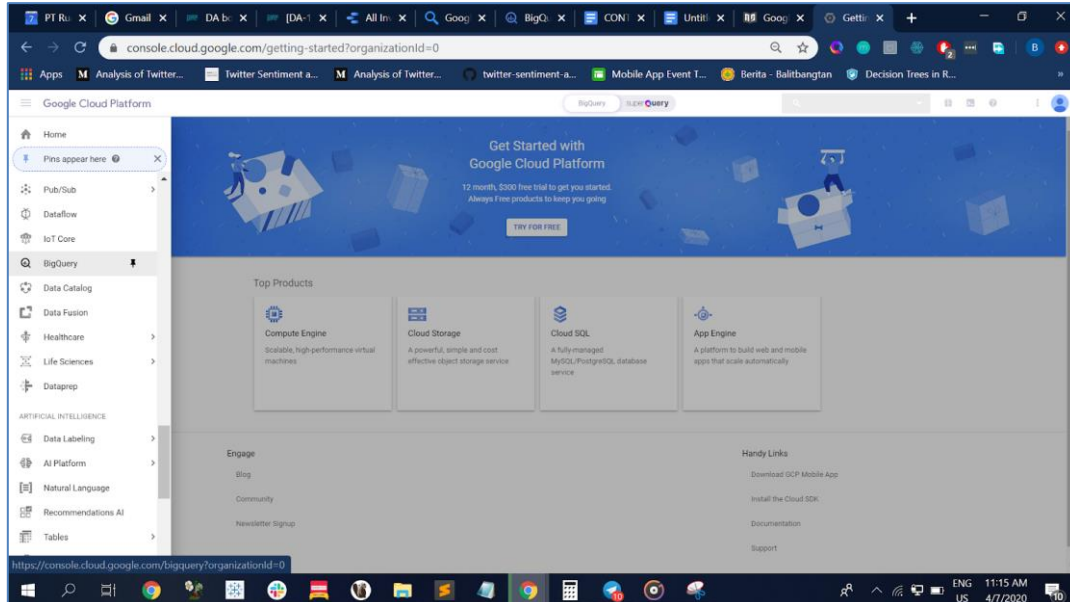 PT Ru
Gmail
DA bc
[DA-1
All Inv
Goog
BigQu
CON
Untitl
Goog
Gettin
console.cloud.google.com/getting-started?organizationId=0
Apps
Analysis of Twitter...
Twitter Sentiment a...
Analysis of Twitter...
twitter-sentiment-a...
Mobile App Event T...
Berita - Balitbangtan
Decision Trees in R...
Google Cloud Platform
BigQuery
superQuery
Home
Pins appear here
Pub/Sub
Dataflow
IoT Core
BigQuery
Data Catalog
Data Fusion
Healthcare
Life Sciences
Dataprep
ARTIFICIAL INTELLIGENCE
Data Labeling
AI Platform
Natural Language
Recommendations AI
Tables
Get Started with
Google Cloud Platform
12 month, $300 free trial to get you started.
Always Free products to keep you going
TRY FOR FREE
Top Products
Compute Engine
Scalable, high-performance virtual
machines
Cloud Storage
A powerful, simple and cost
effective object storage service
Cloud SQL
A fully-managed
MySQL/PostgreSQL database
service
App Engine
A platform to build web and mobile
apps that scale automatically
Engage
Blog
Community
Newsletter Signup
Handy Links
Download GCP Mobile App
Install the Cloud SDK
Documentation
Support
https://console.cloud.google.com/bigquery?organizationId=0
ENG
US
11:15 AM
4/7/2020